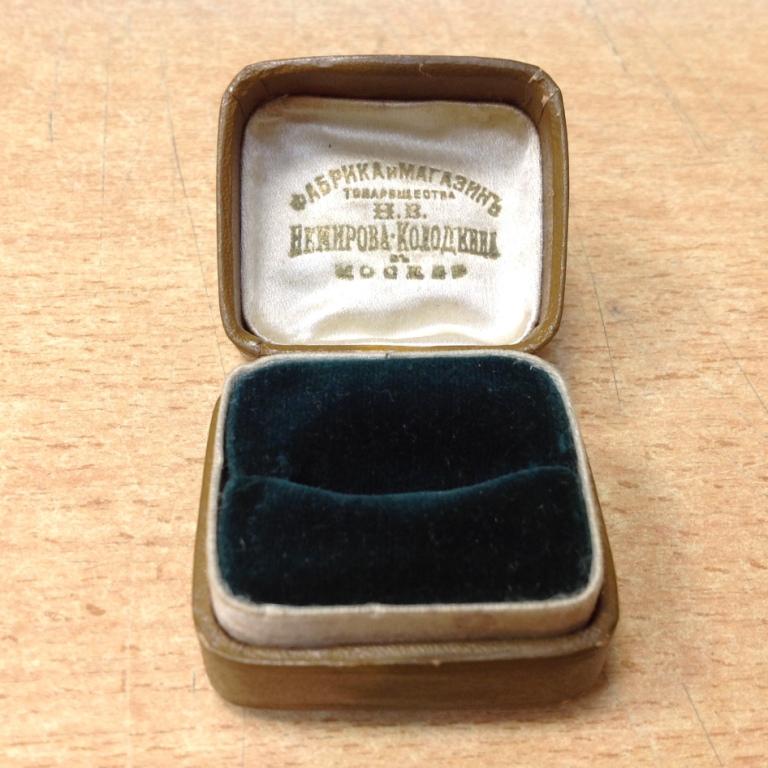 ФАБРИКА и МАГАЗИНЪ
ТОВАРИЩЕСТВА
Н.В.
НЕМИРОВА-КОЛОДКИНА
ВЪ
МОСКВѢ